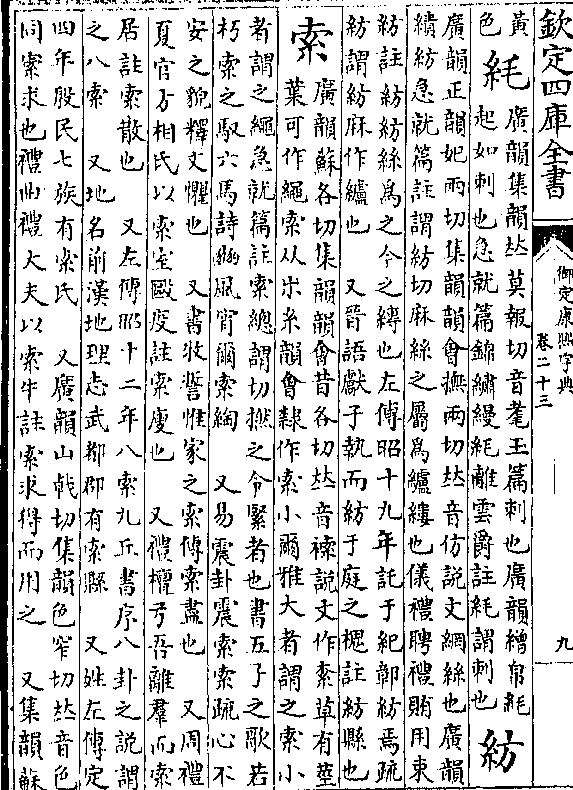 欽定四庫全書
御定康熙字典
卷二十三
九
黃
色 紣 廣韻集韻𠀤莫報切音耄玉篇刺也廣韻繒帛紣
起如刺也急就篇錦繡縵紣離雲爵註紣謂刺也 紡
廣韻正韻妃兩切集韻韻會撫兩切𠀤音仿說文網絲也廣韻
績紡急就篇註謂紡切麻絲之屬爲纑縷也儀禮聘禮賄用束
紡註紡紡絲爲之今之縳也左傳昭十九年託于紀鄣紡焉疏
紡謂紡麻作纑也 又晉語獻子執而紡于庭之槐註紡縣也
索 廣韻蘇各切集韻韻會昔各切𠀤音𥿇說文作𡩡草有莖
葉可作繩索从𣎵糸韻會隷作索小爾雅大者謂之索小
者謂之繩急就篇註索總謂切撚之令緊者也書五子之歌若
朽索之馭六馬詩豳風宵爾索綯 又易震卦震索索疏心不
安之貌釋文懼也 又書牧誓惟家之索傳索盡也 又周禮
夏官方相氏以索室毆疫註索廋也 又禮檀弓吾離羣而索
居註索散也 又左傳昭十二年八索九丘書序八卦之說謂
之八索 又地名前漢地理志武都郡有索縣 又姓左傳定
四年殷民七族有索氏 又廣韻山㦸切集韻色窄切𠀤音色
同㩆求也禮曲禮大夫以索牛註索求得而用之 又集韻蘇